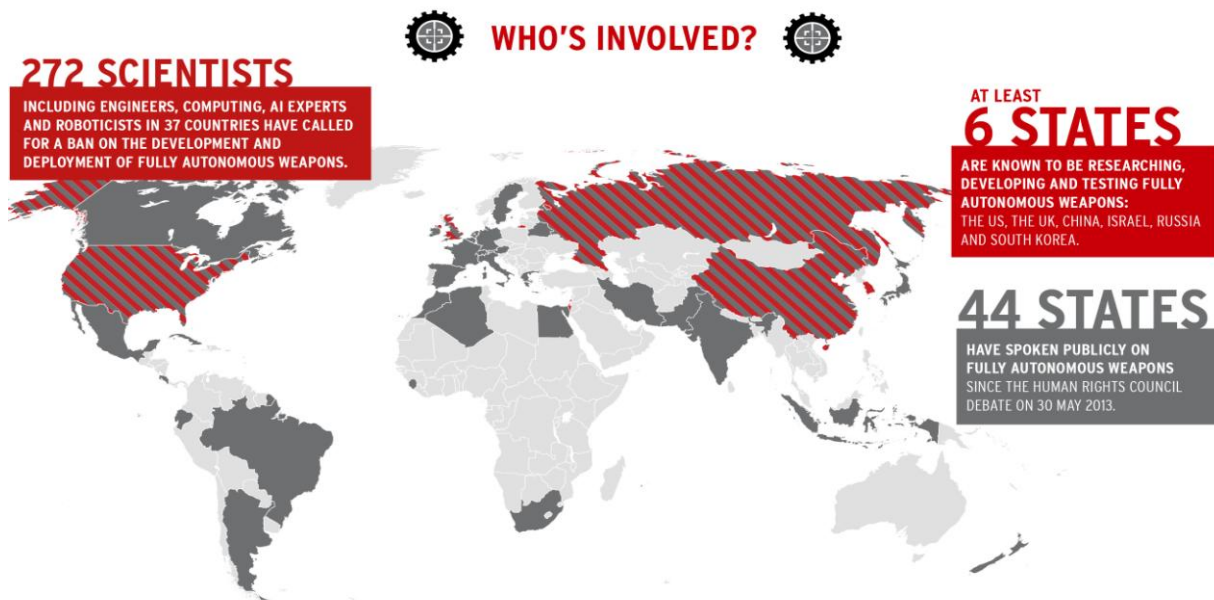 WHO'S INVOLVED?
272 SCIENTISTS
INCLUDING ENGINEERS, COMPUTING, AI EXPERTS
AND ROBOTICISTS IN 37 COUNTRIES HAVE CALLED
FOR A BAN ON THE DEVELOPMENT AND
DEPLOYMENT OF FULLY AUTONOMOUS WEAPONS.
AT LEAST
6 STATES
ARE KNOWN TO BE RESEARCHING,
DEVELOPING AND TESTING FULLY
AUTONOMOUS WEAPONS:
THE US, THE UK, CHINA, ISRAEL, RUSSIA
AND SOUTH KOREA.
44 STATES
HAVE SPOKEN PUBLICLY ON
FULLY AUTONOMOUS WEAPONS
SINCE THE HUMAN RIGHTS COUNCIL
DEBATE ON 30 MAY 2013.